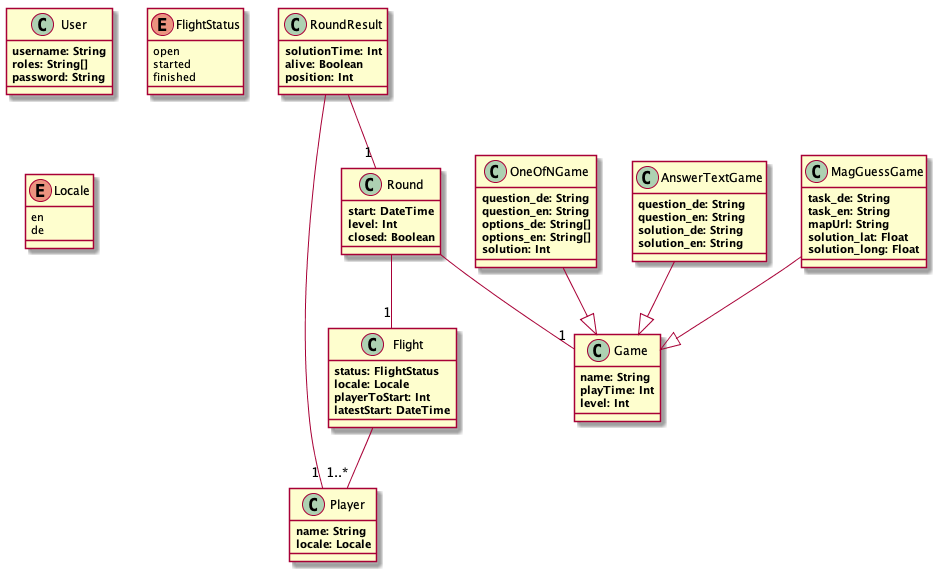 C User
username: String
roles: String[]
password: String
E FlightStatus
open
started
finished
C RoundResult
solutionTime: Int
alive: Boolean
position: Int
1
E Locale
en
de
C Round
start: DateTime
level: Int
closed: Boolean
C OneOfNGame
question_de: String
question_en: String
options_de: String[]
options_en: String[]
solution: Int
C AnswerTextGame
question_de: String
question_en: String
solution_de: String
solution_en: String
C MagGuessGame
task_de: String
task_en: String
mapUrl: String
solution_lat: Float
solution_long: Float
1
1
C Flight
status: FlightStatus
locale: Locale
playerToStart: Int
latestStart: DateTime
C Game
name: String
playTime: Int
level: Int
1
1..*
C Player
name: String
locale: Locale